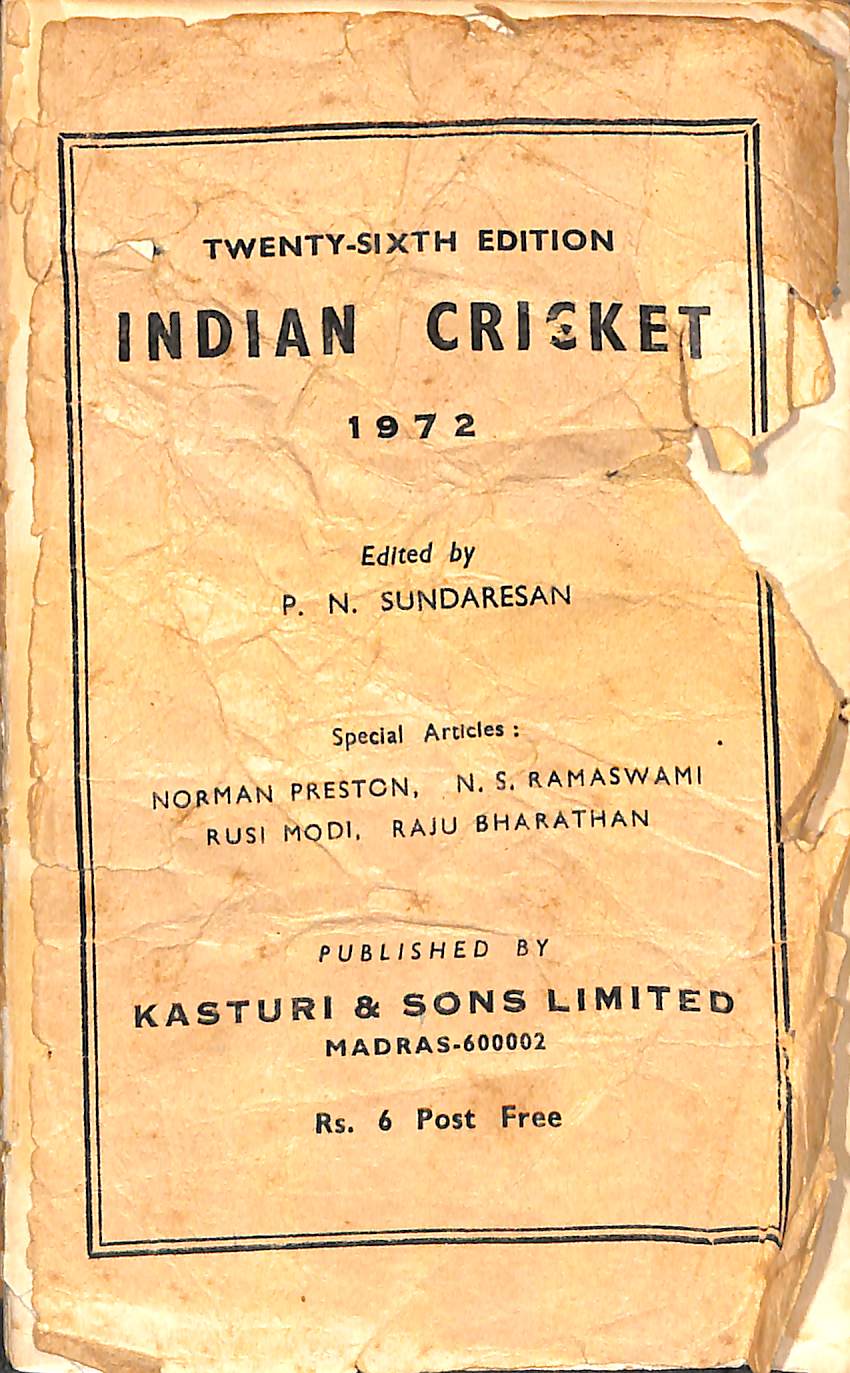 TWENTY-SIXTH EDITION
INDIAN CRICKET
1972
Edited by
P. N. SUNDARESAN
Special Articles :
NORMAN PRESTON, N. S. RAMASWAMI
RUSI MODI, RAJU BHARATHAN
PUBLISHED BY
KASTURI & SONS LIMITED
MADRAS-600002
Rs. 6 Post Free